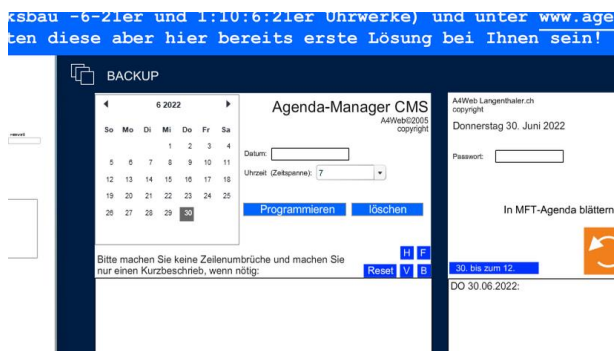 ksbau -6-21er und 1:10:6:21er Uhrwerke) und unter www.age
ten diese aber hier bereits erste Lösung bei Ihnen sein!
BACKUP
6 2022
So Mo Di Mi Do Fr Sa
1 2 3 4
5 6 7 8 9 10 11
12 13 14 15 16 17 18
19 20 21 22 23 24 25
26 27 28 29 30
Agenda-Manager CMS
A4Web©2005
copyright
Datum:
Uhrzeit (Zeitspanne): 7
Programmieren löschen
Bitte machen Sie keine Zeilenumbrüche und machen Sie
nur einen Kurzbeschrieb, wenn nötig:
H F
Reset V B
A4Web Langenthaler.ch
copyright
Donnerstag 30. Juni 2022
Passwort:
In MFT-Agenda blättern
30. bis zum 12.
DO 30.06.2022: